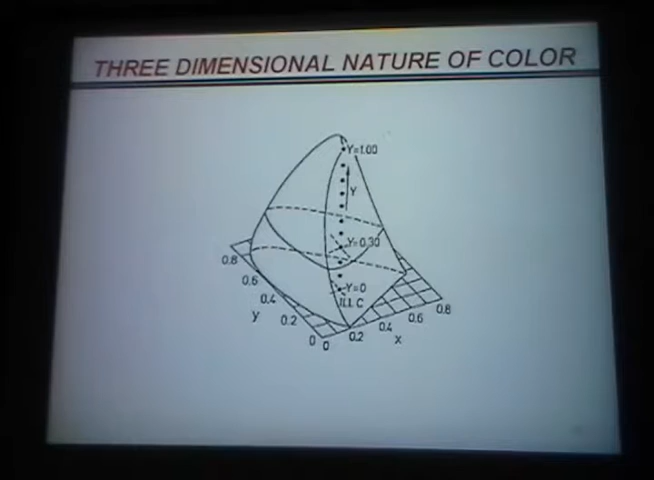 THREE DIMENSIONAL NATURE OF COLOR
Y=1.00
Y
Y=0.30
Y=0
ILL C
0.8
0.6
0.4
0.2
0
y
0
0.2
0.4
0.6
0.8
x